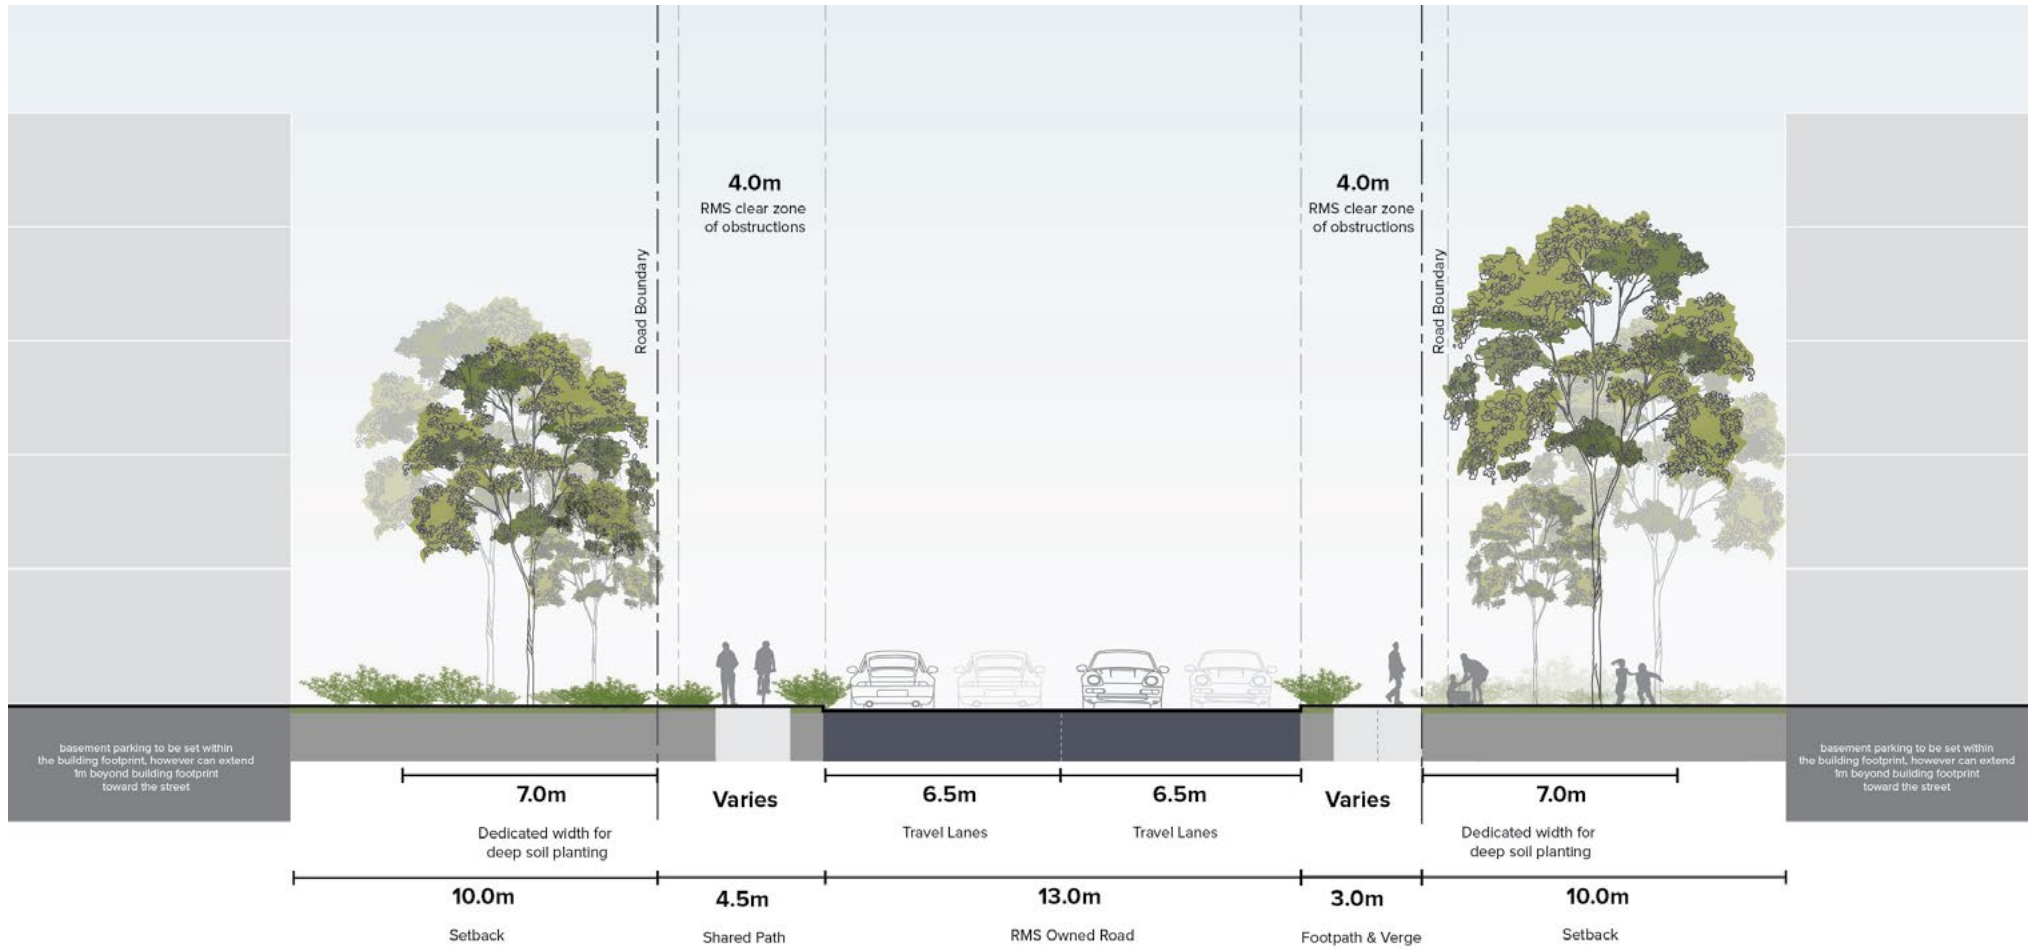 4.0m
RMS clear zone
of obstructions
4.0m
RMS clear zone
of obstructions
Road Boundary
Road Boundary
basement parking to be set within
the building footprint, however can extend
1m beyond building footprint
toward the street
basement parking to be set within
the building footprint, however can extend
1m beyond building footprint
toward the street
7.0m
Dedicated width for
deep soil planting
Varies
6.5m
Travel Lanes
6.5m
Travel Lanes
Varies
7.0m
Dedicated width for
deep soil planting
10.0m
Setback
4.5m
Shared Path
13.0m
RMS Owned Road
3.0m
Footpath & Verge
10.0m
Setback